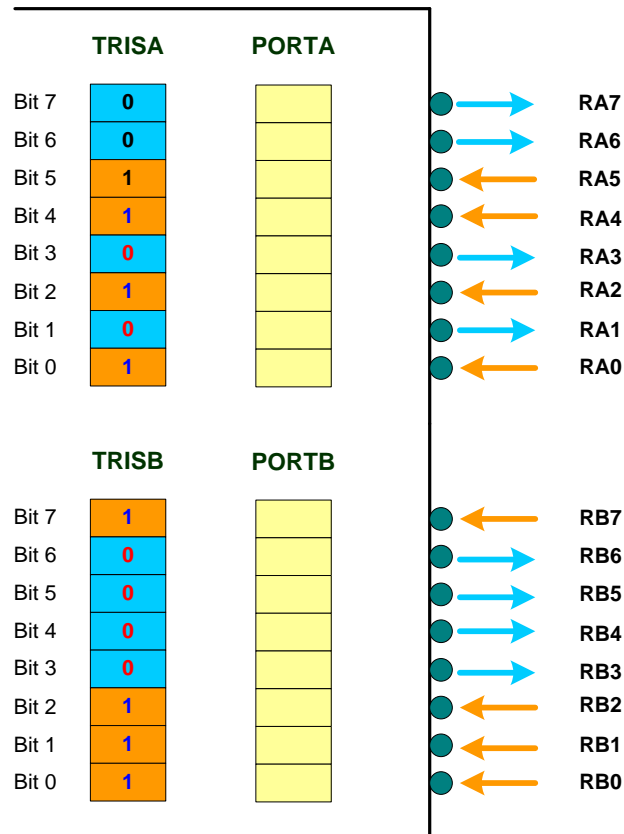 TRISA PORTA
Bit 7 0 RA7
Bit 6 0 RA6
Bit 5 1 RA5
Bit 4 1 RA4
Bit 3 0 RA3
Bit 2 1 RA2
Bit 1 0 RA1
Bit 0 1 RA0
TRISB PORTB
Bit 7 1 RB7
Bit 6 0 RB6
Bit 5 0 RB5
Bit 4 0 RB4
Bit 3 0 RB3
Bit 2 1 RB2
Bit 1 1 RB1
Bit 0 1 RB0